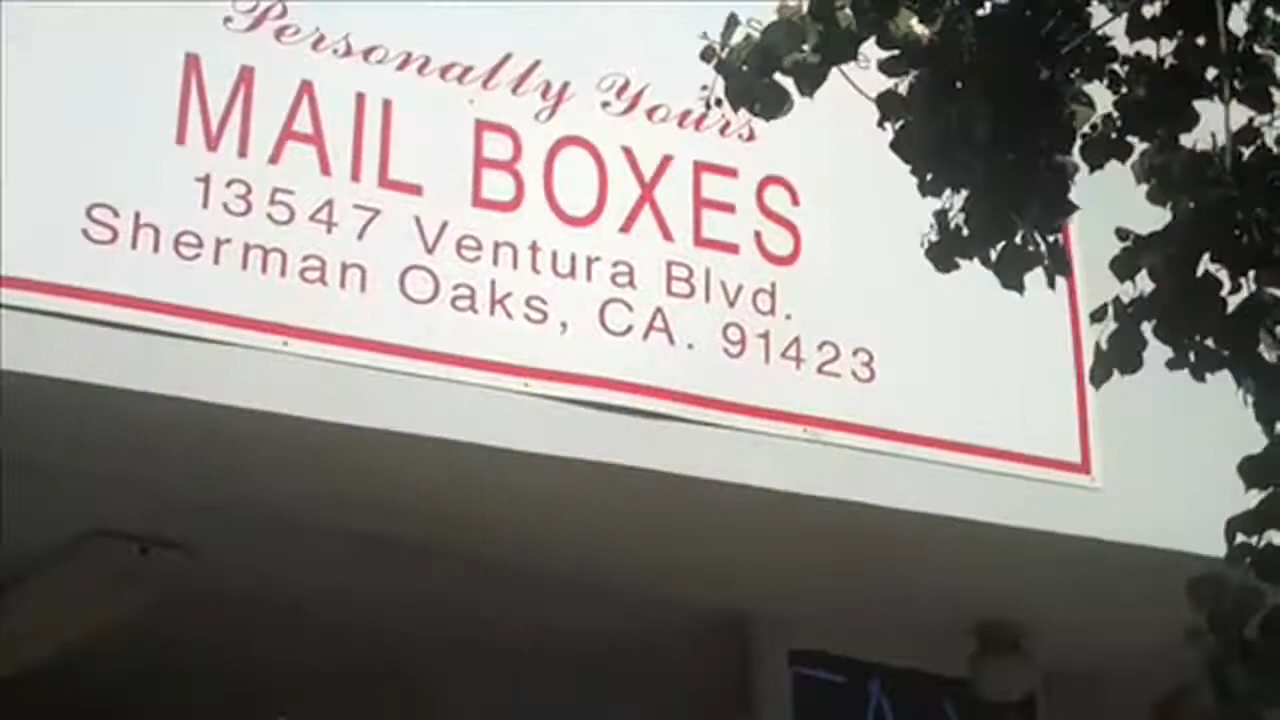 Personally Yours
MAIL BOXES
13547 Ventura Blvd.
Sherman Oaks, CA. 91423